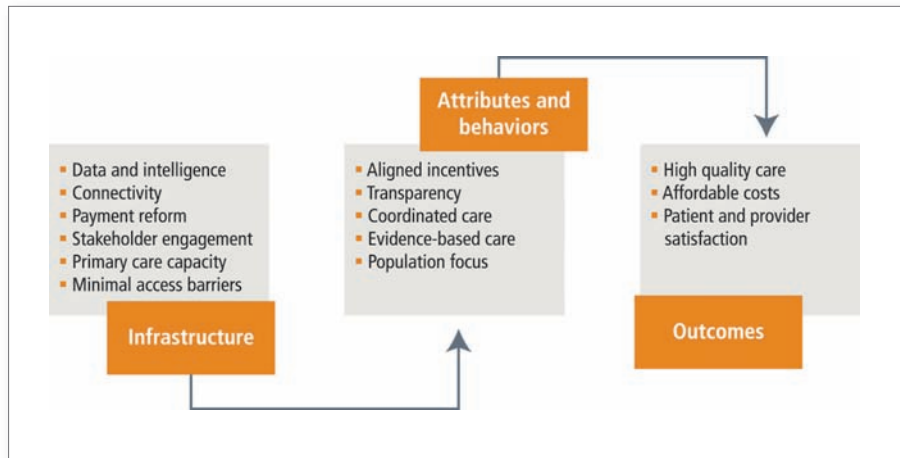 Attributes and
behaviors
▪ Data and intelligence
▪ Connectivity
▪ Payment reform
▪ Stakeholder engagement
▪ Primary care capacity
▪ Minimal access barriers
Infrastructure
▪ Aligned incentives
▪ Transparency
▪ Coordinated care
▪ Evidence-based care
▪ Population focus
▪ High quality care
▪ Affordable costs
▪ Patient and provider
satisfaction
Outcomes